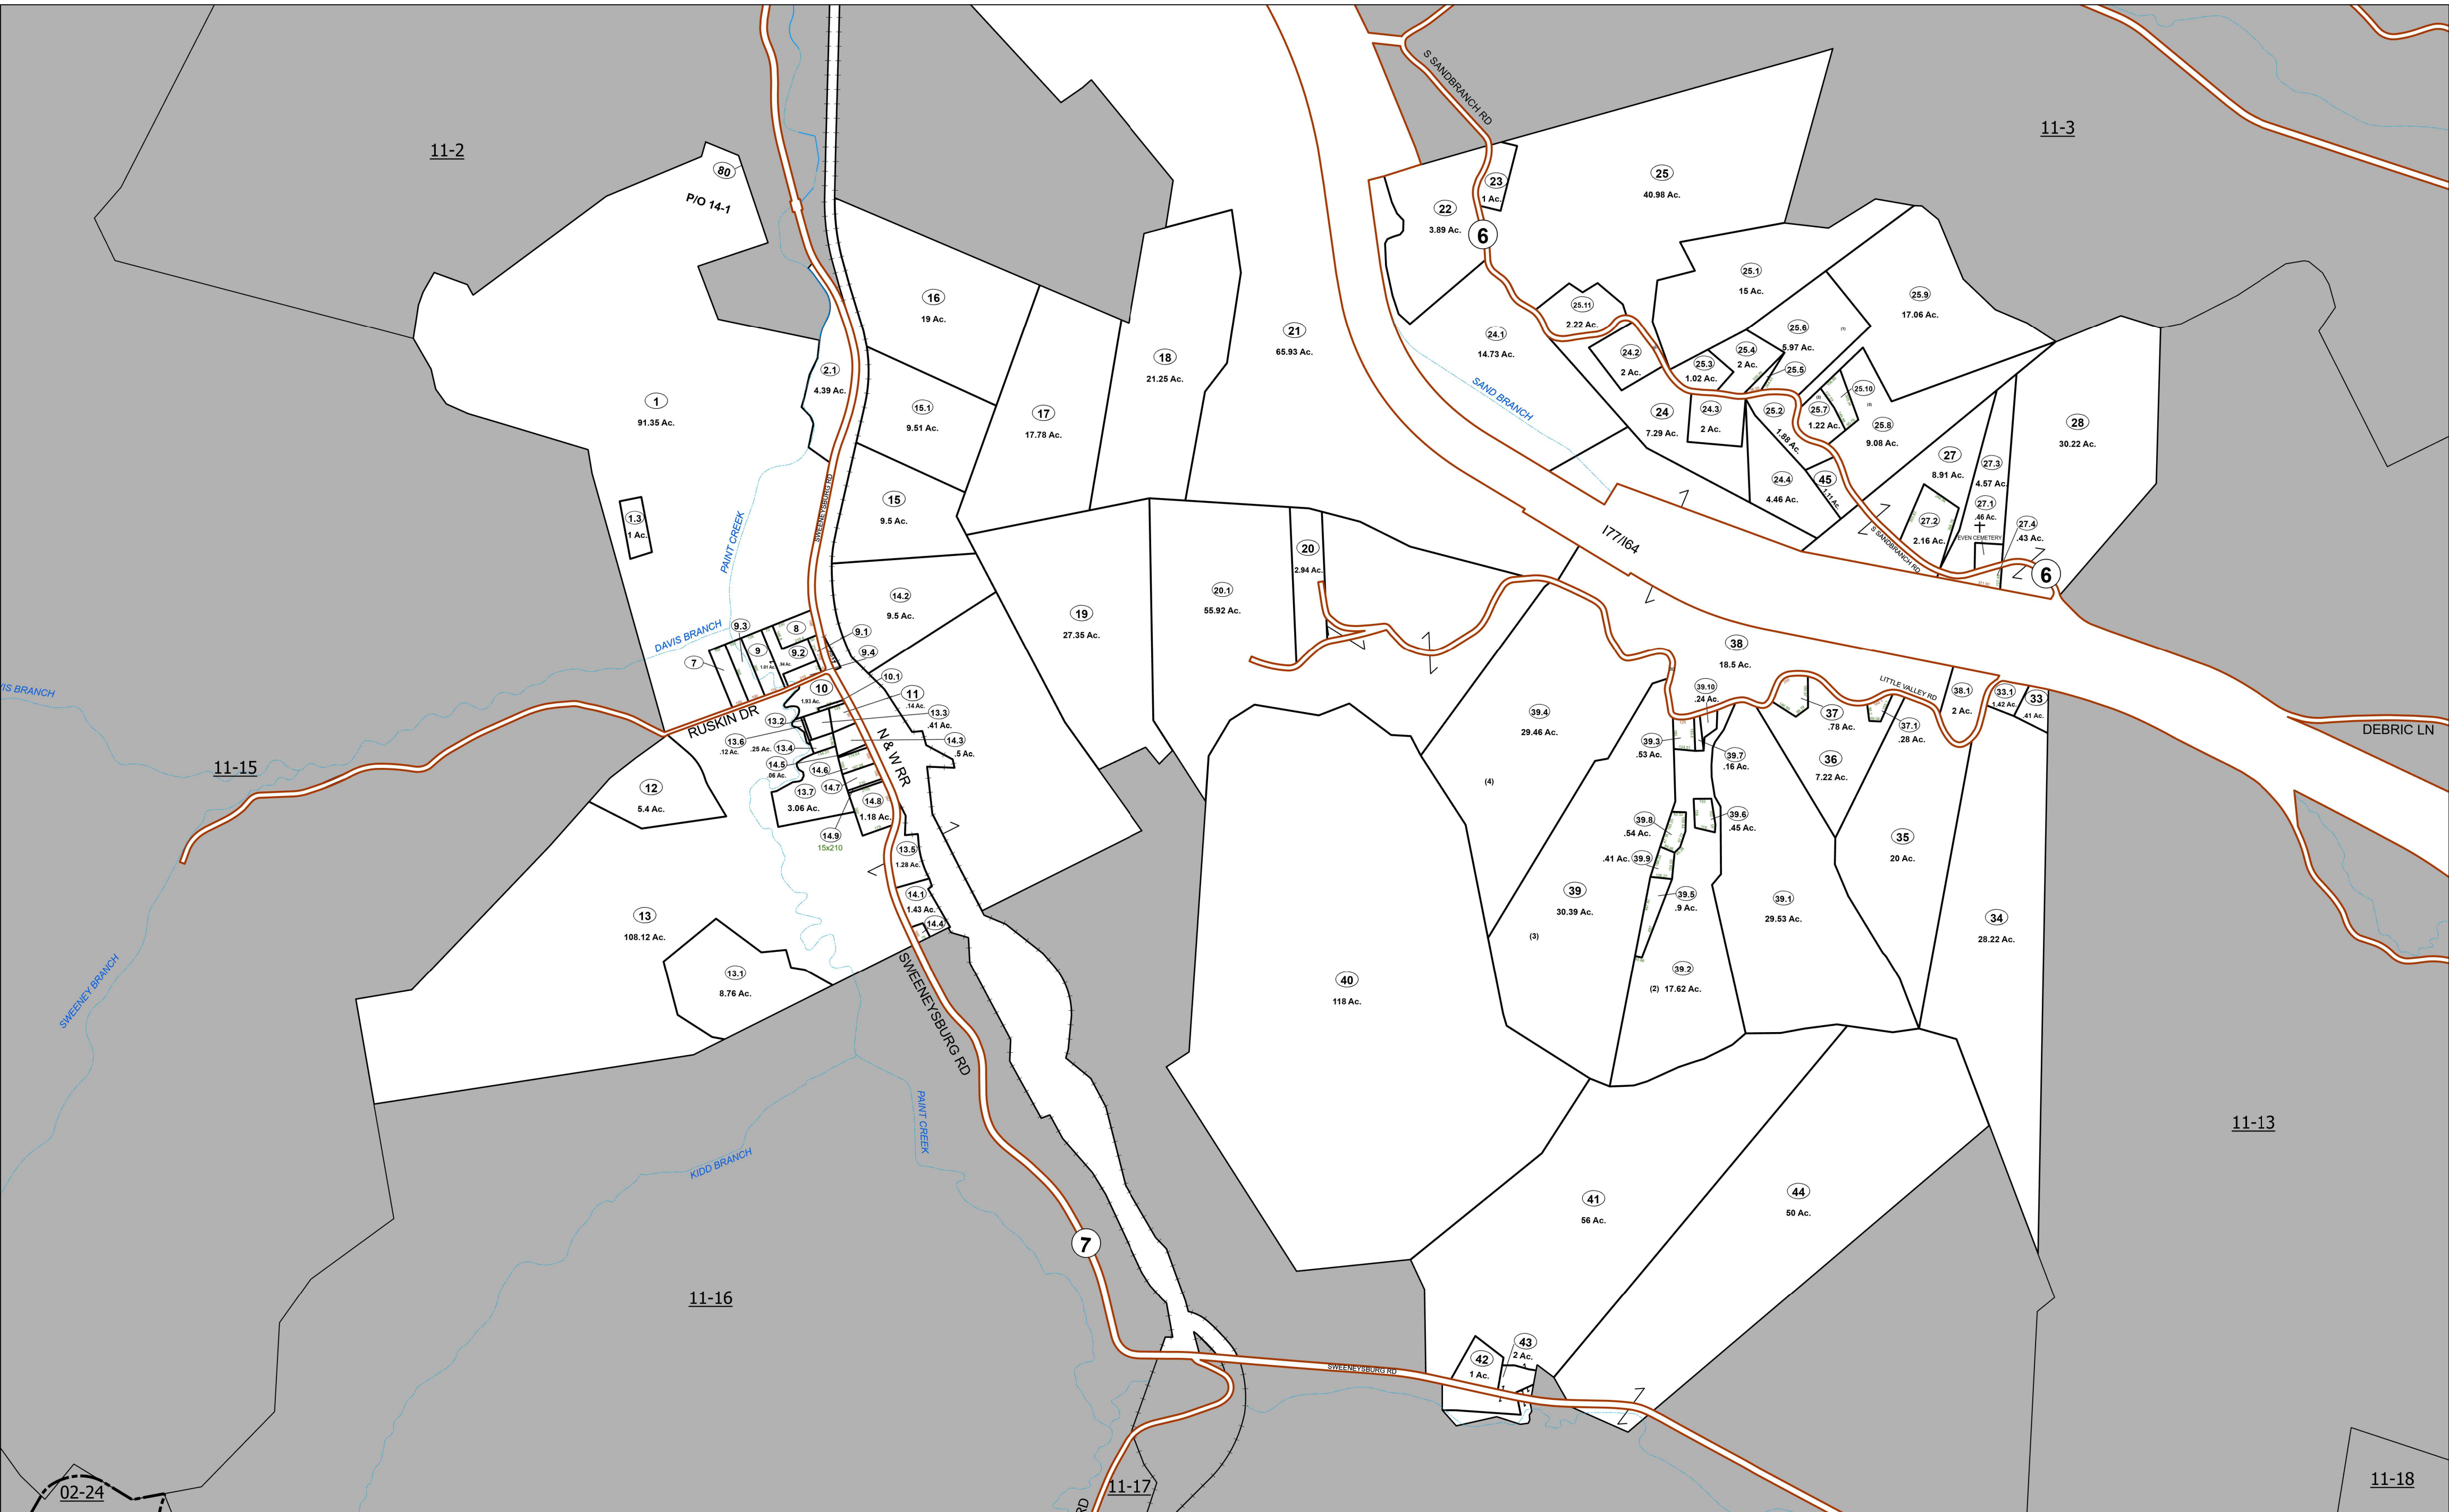 11-2
80
P/O 14-1
11-3
S SANDBRANCH RD
25
40.98 Ac.
23
1 Ac.
22
3.89 Ac.
6
16
19 Ac.
21
65.93 Ac.
25.1
15 Ac.
25.9
17.06 Ac.
25.11
2.22 Ac.
25.6
5.97 Ac.
24.1
14.73 Ac.
18
21.25 Ac.
2.1
4.39 Ac.
24.2
2 Ac.
25.4
2 Ac.
25.3
1.02 Ac.
25.5
25.10
1
91.35 Ac.
15.1
9.51 Ac.
17
17.78 Ac.
SAND BRANCH
24
7.29 Ac.
24.3
2 Ac.
25.2
1.88 Ac.
25.7
1.22 Ac.
25.8
9.08 Ac.
28
30.22 Ac.
27
8.91 Ac.
27.3
4.57 Ac.
24.4
4.46 Ac.
45
1.11 Ac.
27.1
.46 Ac.
27.2
2.16 Ac.
27.4
.43 Ac.
EVEN CEMETERY
S SANDBRANCH RD
6
1.3
1 Ac.
PAINT CREEK
SWEENEYSBURG RD
15
9.5 Ac.
I77/I64
20
2.94 Ac.
20.1
55.92 Ac.
14.2
9.5 Ac.
19
27.35 Ac.
DAVIS BRANCH
9.3
8
9.1
9
1.01 Ac.
9.2
.94 Ac.
9.4
7
10
1.93 Ac.
10.1
.14 Ac.
11
RUSKIN DR
13.2
13.3
.41 Ac.
13.6
.12 Ac.
13.4
.25 Ac.
14.3
.5 Ac.
N & W RR
14.5
.06 Ac.
14.6
14.7
13.7
3.06 Ac.
14.8
1.18 Ac.
14.9
15x210
IS BRANCH
11-15
12
5.4 Ac.
38
18.5 Ac.
LITTLE VALLEY RD
38.1
2 Ac.
33.1
1.42 Ac.
33
.41 Ac.
DEBRIC LN
39.10
.24 Ac.
37
.78 Ac.
37.1
.28 Ac.
39.4
29.46 Ac.
(4)
39.3
.53 Ac.
39.7
.16 Ac.
36
7.22 Ac.
39.8
.54 Ac.
39.6
.45 Ac.
35
20 Ac.
.41 Ac.
39.9
39
30.39 Ac.
(3)
39.5
.9 Ac.
39.1
29.53 Ac.
34
28.22 Ac.
39.2
(2) 17.62 Ac.
13.5
1.28 Ac.
14.1
1.43 Ac.
14.4
13
108.12 Ac.
13.1
8.76 Ac.
SWEENEY BRANCH
SWEENEYSBURG RD
40
118 Ac.
PAINT CREEK
KIDD BRANCH
11-13
41
56 Ac.
44
50 Ac.
7
11-16
43
2 Ac.
42
1 Ac.
SWEENEYSBURG RD
02-24
11-17
RD
11-18